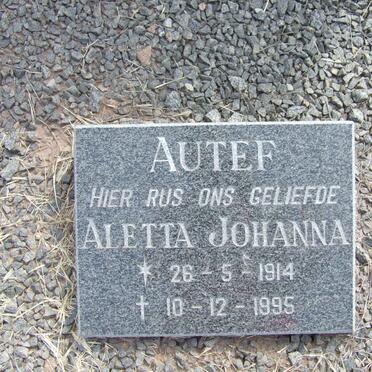 AUTEF
HIER RUS ONS GELIEFDE
ALETTA JOHANNA
* 26 - 5 - 1914
† 10 - 12 - 1995